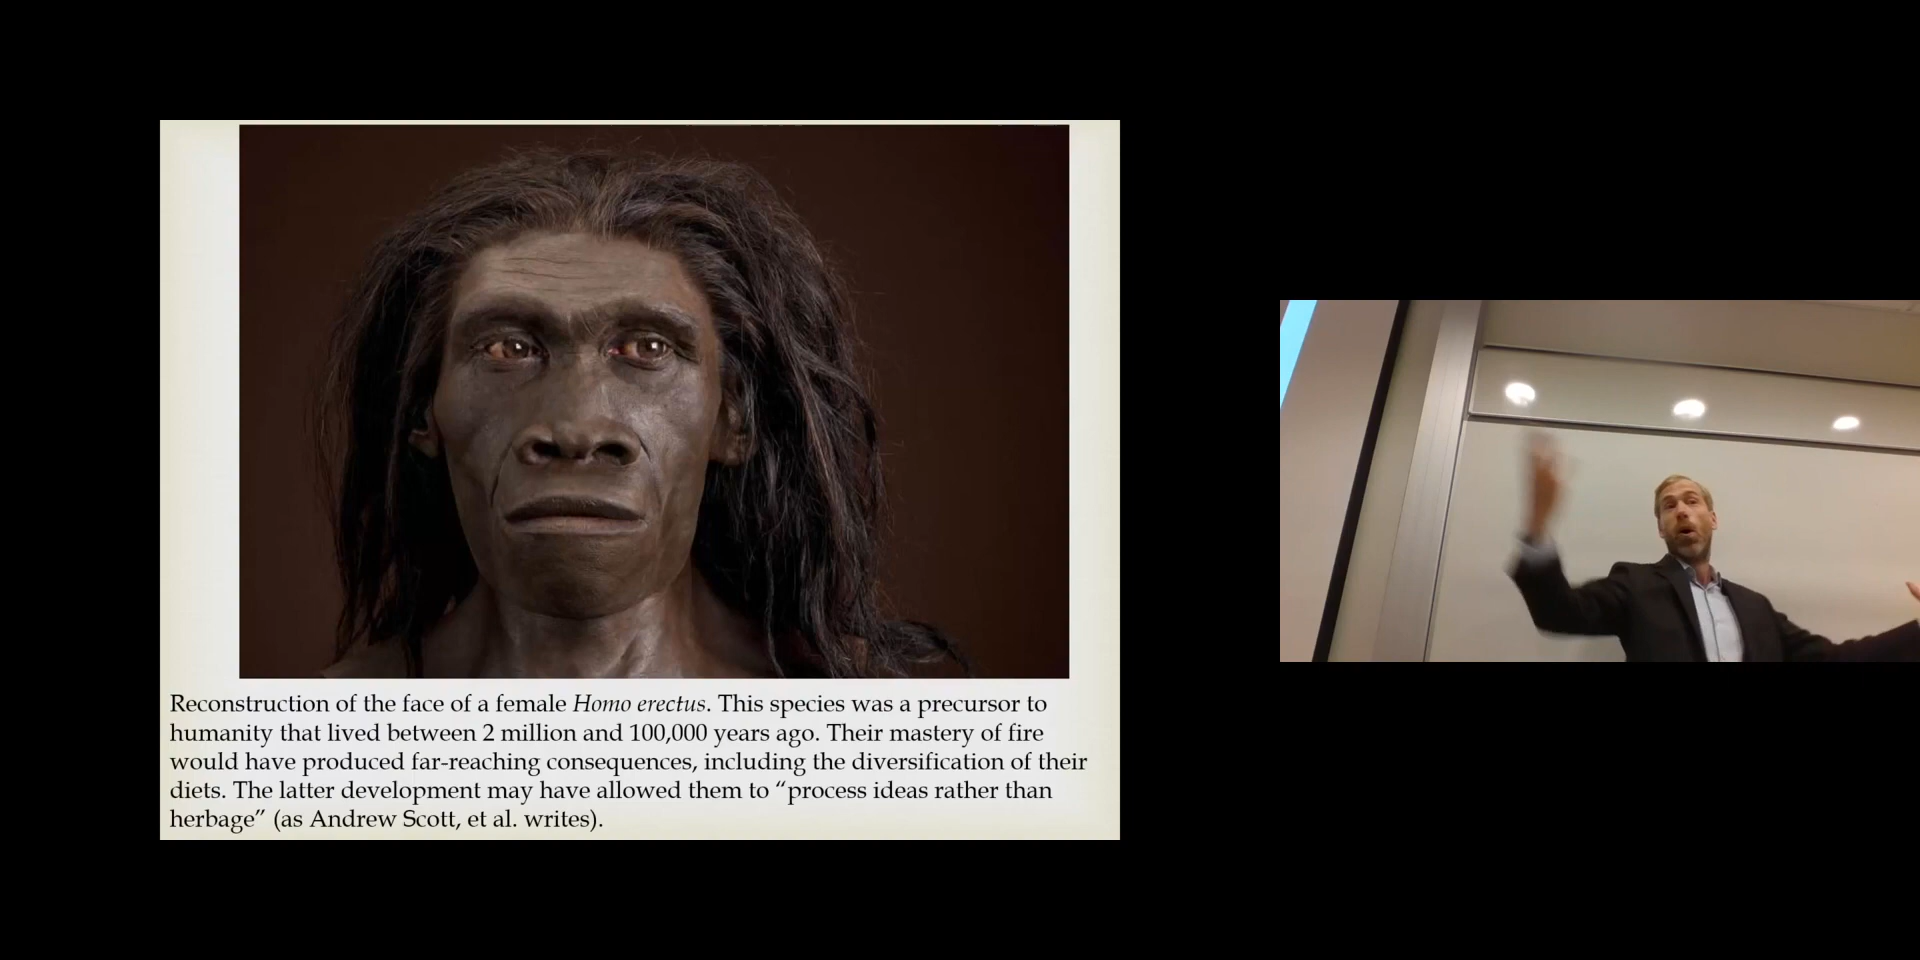 Reconstruction of the face of a female Homo erectus. This species was a precursor to
humanity that lived between 2 million and 100,000 years ago. Their mastery of fire
would have produced far-reaching consequences, including the diversification of their
diets. The latter development may have allowed them to “process ideas rather than
herbage” (as Andrew Scott, et al. writes).